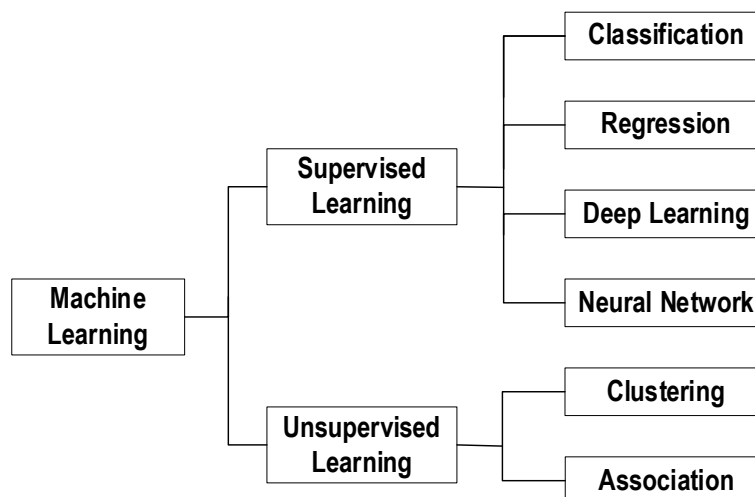 Classification
Regression
Supervised
Learning
Deep Learning
Machine
Learning
Neural Network
Clustering
Unsupervised
Learning
Association